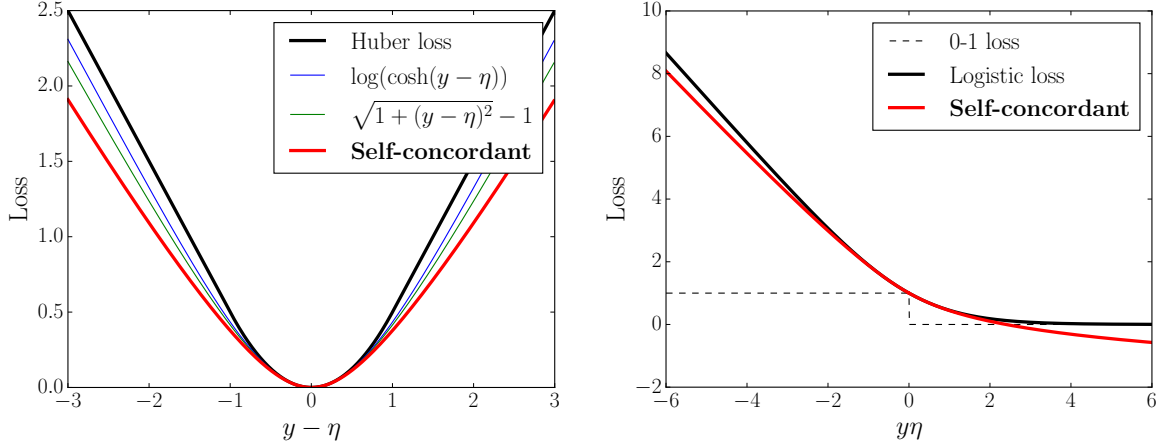 2.5
2.0
1.5
1.0
0.5
0.0
Loss
−3
−2
−1
0
1
2
3
y − η
Huber loss
log(cosh(y − η))
√1 + (y − η)² − 1
Self-concordant
10
8
6
4
2
0
−2
Loss
−6
−4
−2
0
2
4
6
yη
0-1 loss
Logistic loss
Self-concordant